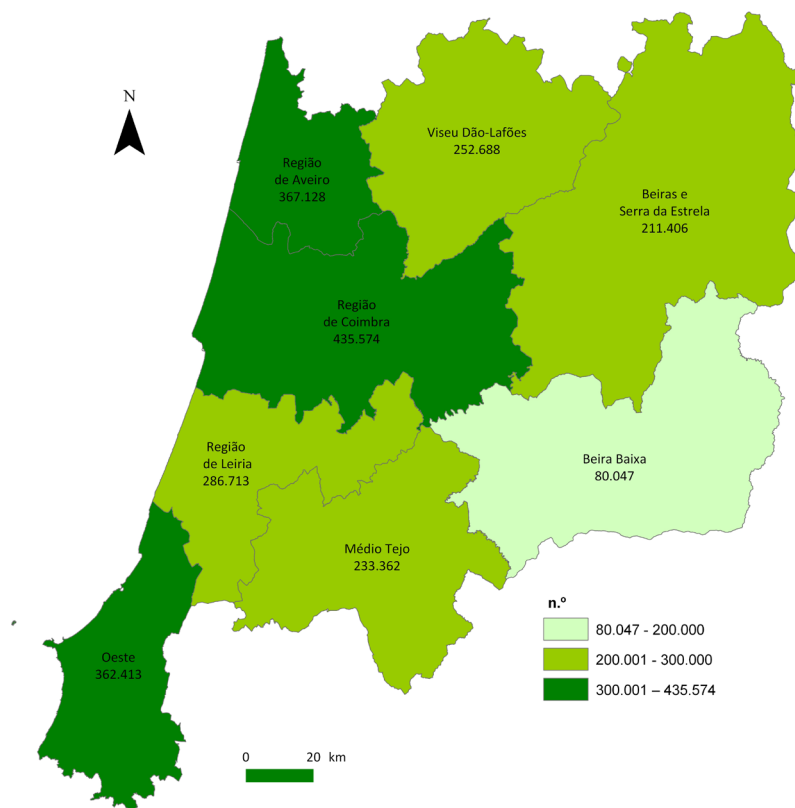 N
Viseu Dão-Lafões
252.688
Região
de Aveiro
367.128
Beiras e
Serra da Estrela
211.406
Região
de Coimbra
435.574
Região
de Leiria
286.713
Beira Baixa
80.047
Médio Tejo
233.362
Oeste
362.413
n.º
80.047 - 200.000
200.001 - 300.000
300.001 – 435.574
0 20 km